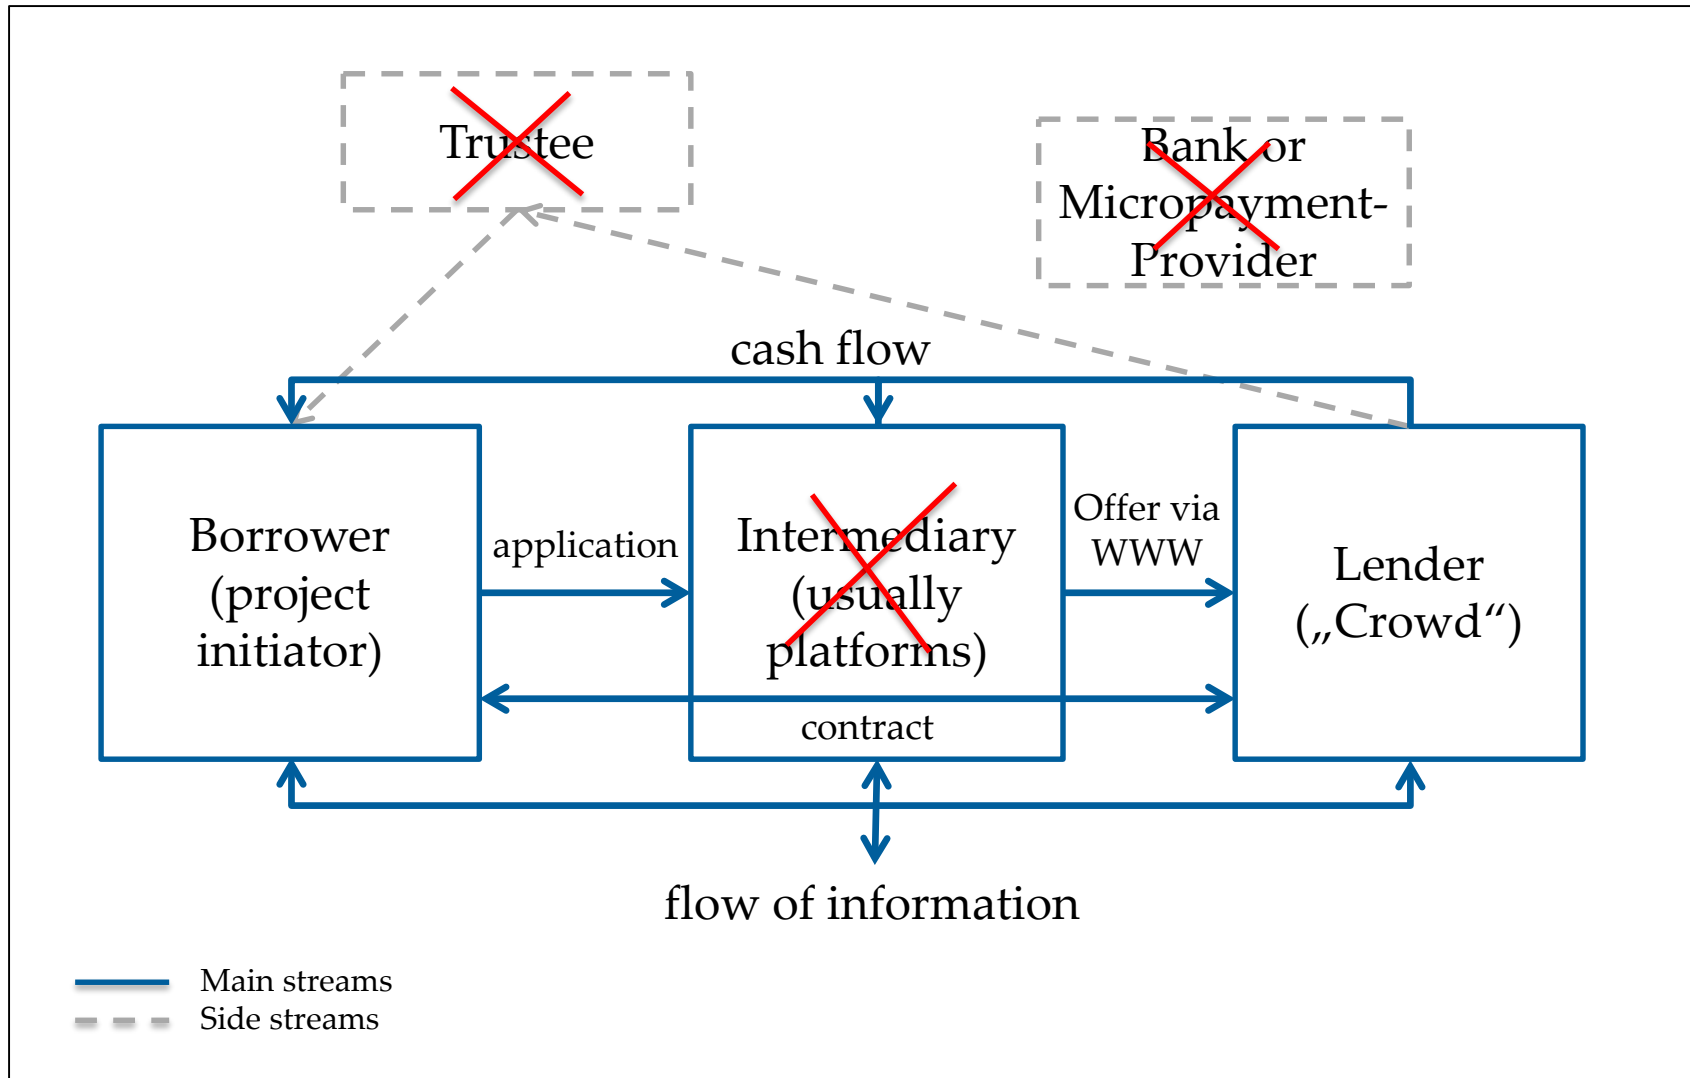 Trustee
Bank or
Micropayment-
Provider
cash flow
Borrower
(project
initiator)
application
Intermediary
(usually
platforms)
Offer via
WWW
Lender
(„Crowd“)
contract
flow of information
Main streams
Side streams